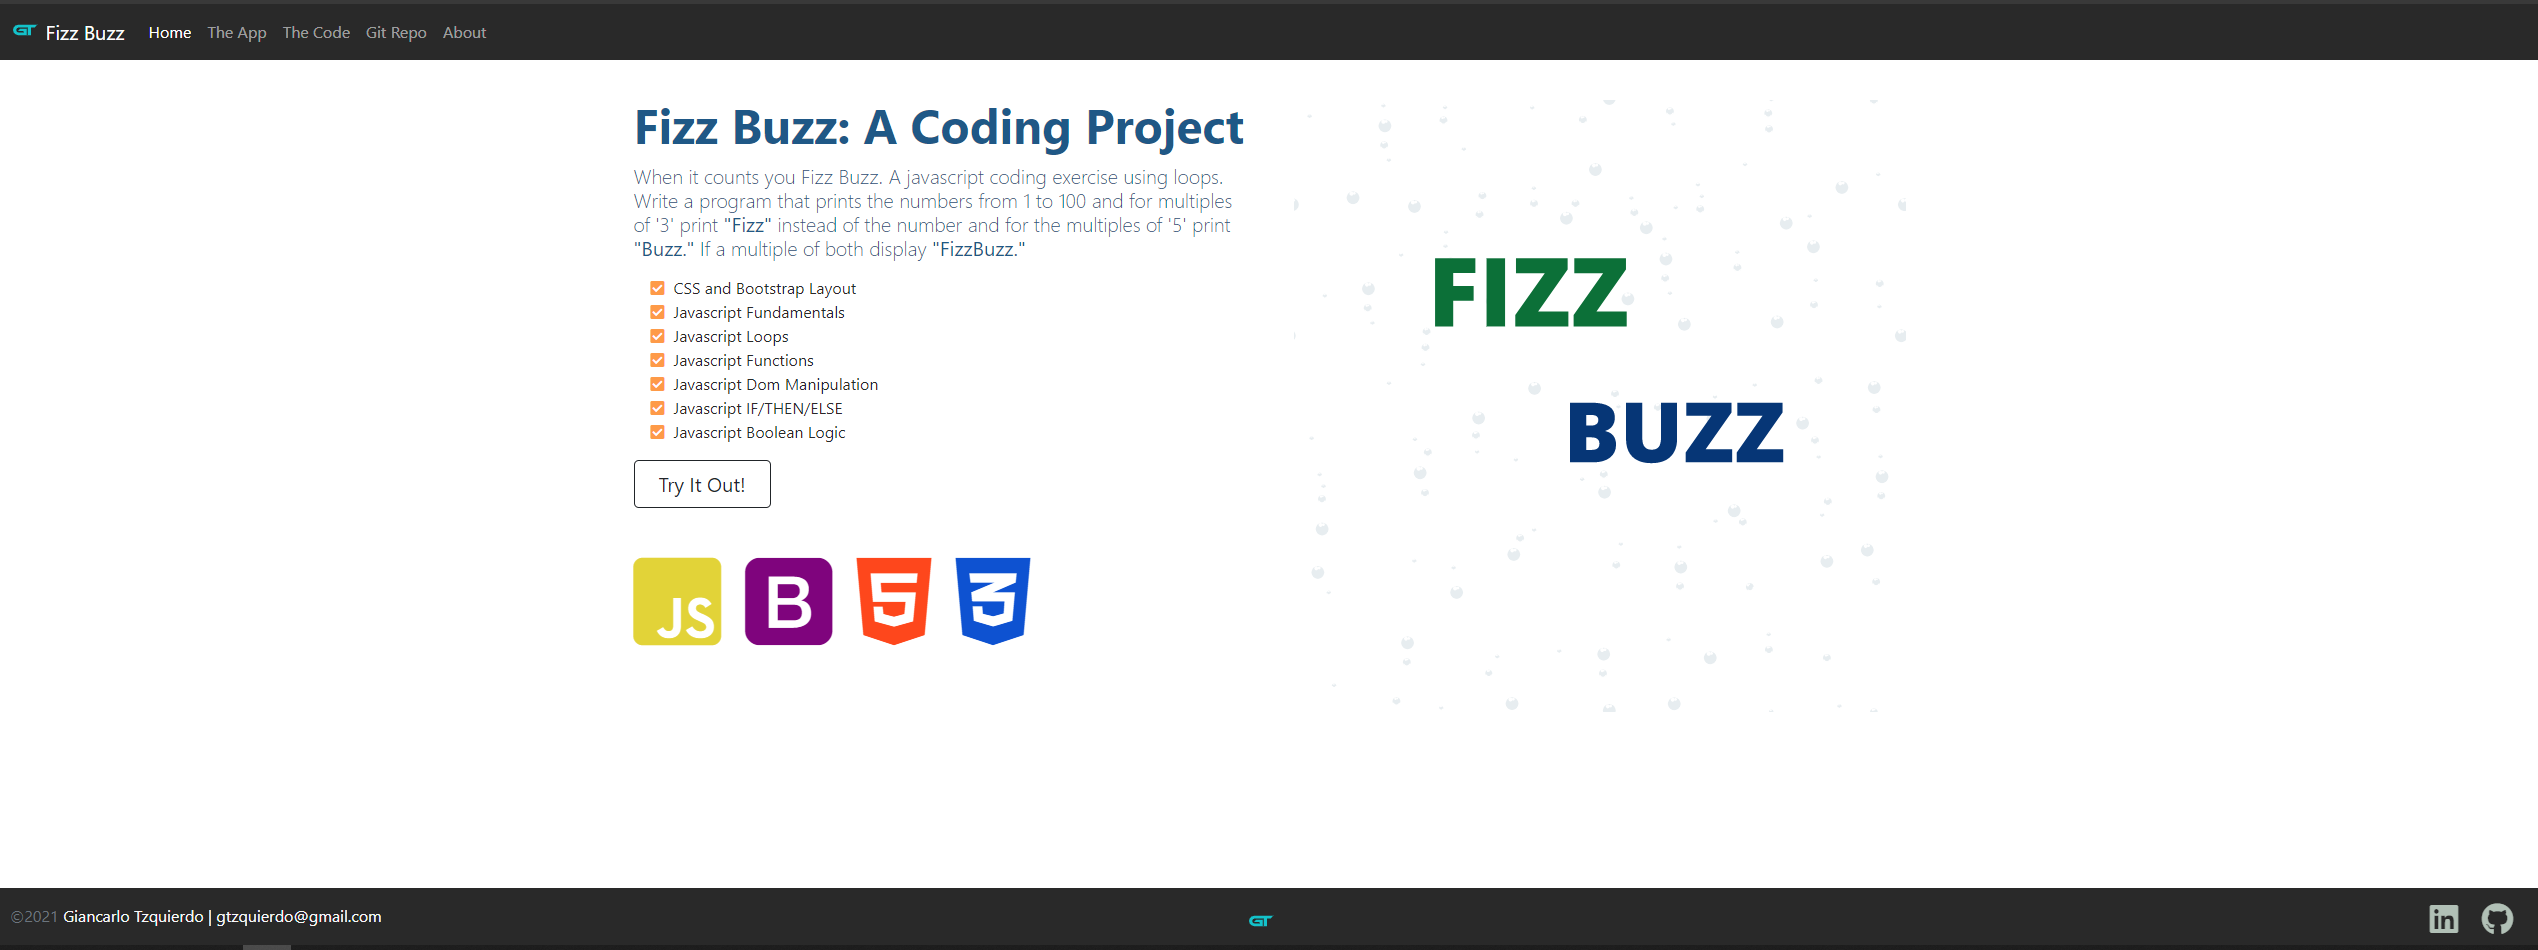 GT Fizz Buzz Home The App The Code Git Repo About
Fizz Buzz: A Coding Project
When it counts you Fizz Buzz. A javascript coding exercise using loops.
Write a program that prints the numbers from 1 to 100 and for multiples
of '3' print "Fizz" instead of the number and for the multiples of '5' print
"Buzz." If a multiple of both display "FizzBuzz."
CSS and Bootstrap Layout
Javascript Fundamentals
Javascript Loops
Javascript Functions
Javascript Dom Manipulation
Javascript IF/THEN/ELSE
Javascript Boolean Logic
Try It Out!
JS B 5 3
FIZZ
BUZZ
©2021 Giancarlo Tzquierdo | gtzquierdo@gmail.com
GT
in